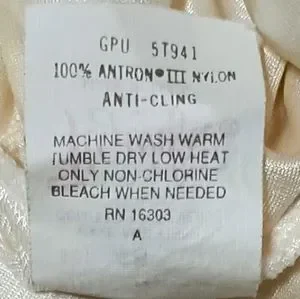 GPU 5T941
100% ANTRON® III NYLON
ANTI-CLING
MACHINE WASH WARM
TUMBLE DRY LOW HEAT
ONLY NON-CHLORINE
BLEACH WHEN NEEDED
RN 16303
A